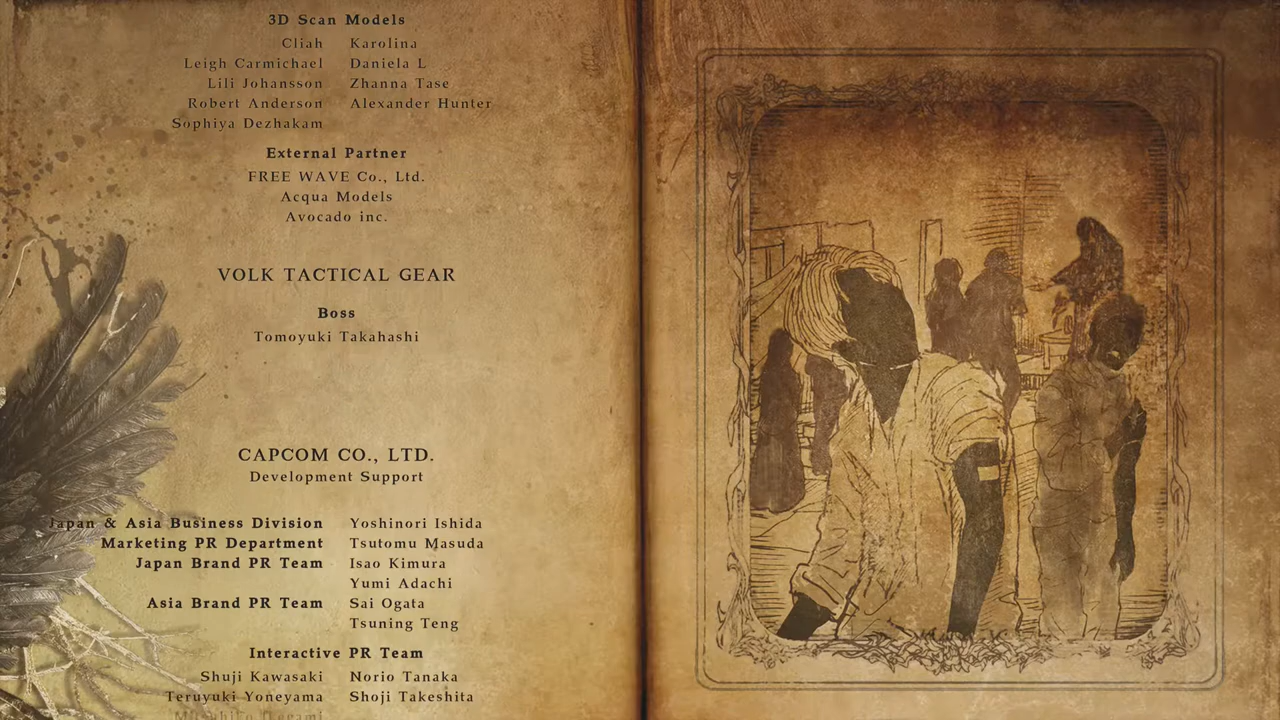 3D Scan Models
Cliah Karolina
Leigh Carmichael Daniela L
Lili Johansson Zhanna Tase
Robert Anderson Alexander Hunter
Sophiya Dezhakam
External Partner
FREE WAVE Co., Ltd.
Acqua Models
Avocado inc.
VOLK TACTICAL GEAR
Boss
Tomoyuki Takahashi
CAPCOM CO., LTD.
Development Support
Japan & Asia Business Division Yoshinori Ishida
Marketing PR Department Tsutomu Masuda
Japan Brand PR Team Isao Kimura
Yumi Adachi
Asia Brand PR Team Sai Ogata
Tsuning Teng
Interactive PR Team
Shuji Kawasaki Norio Tanaka
Teruyuki Yoneyama Shoji Takeshita